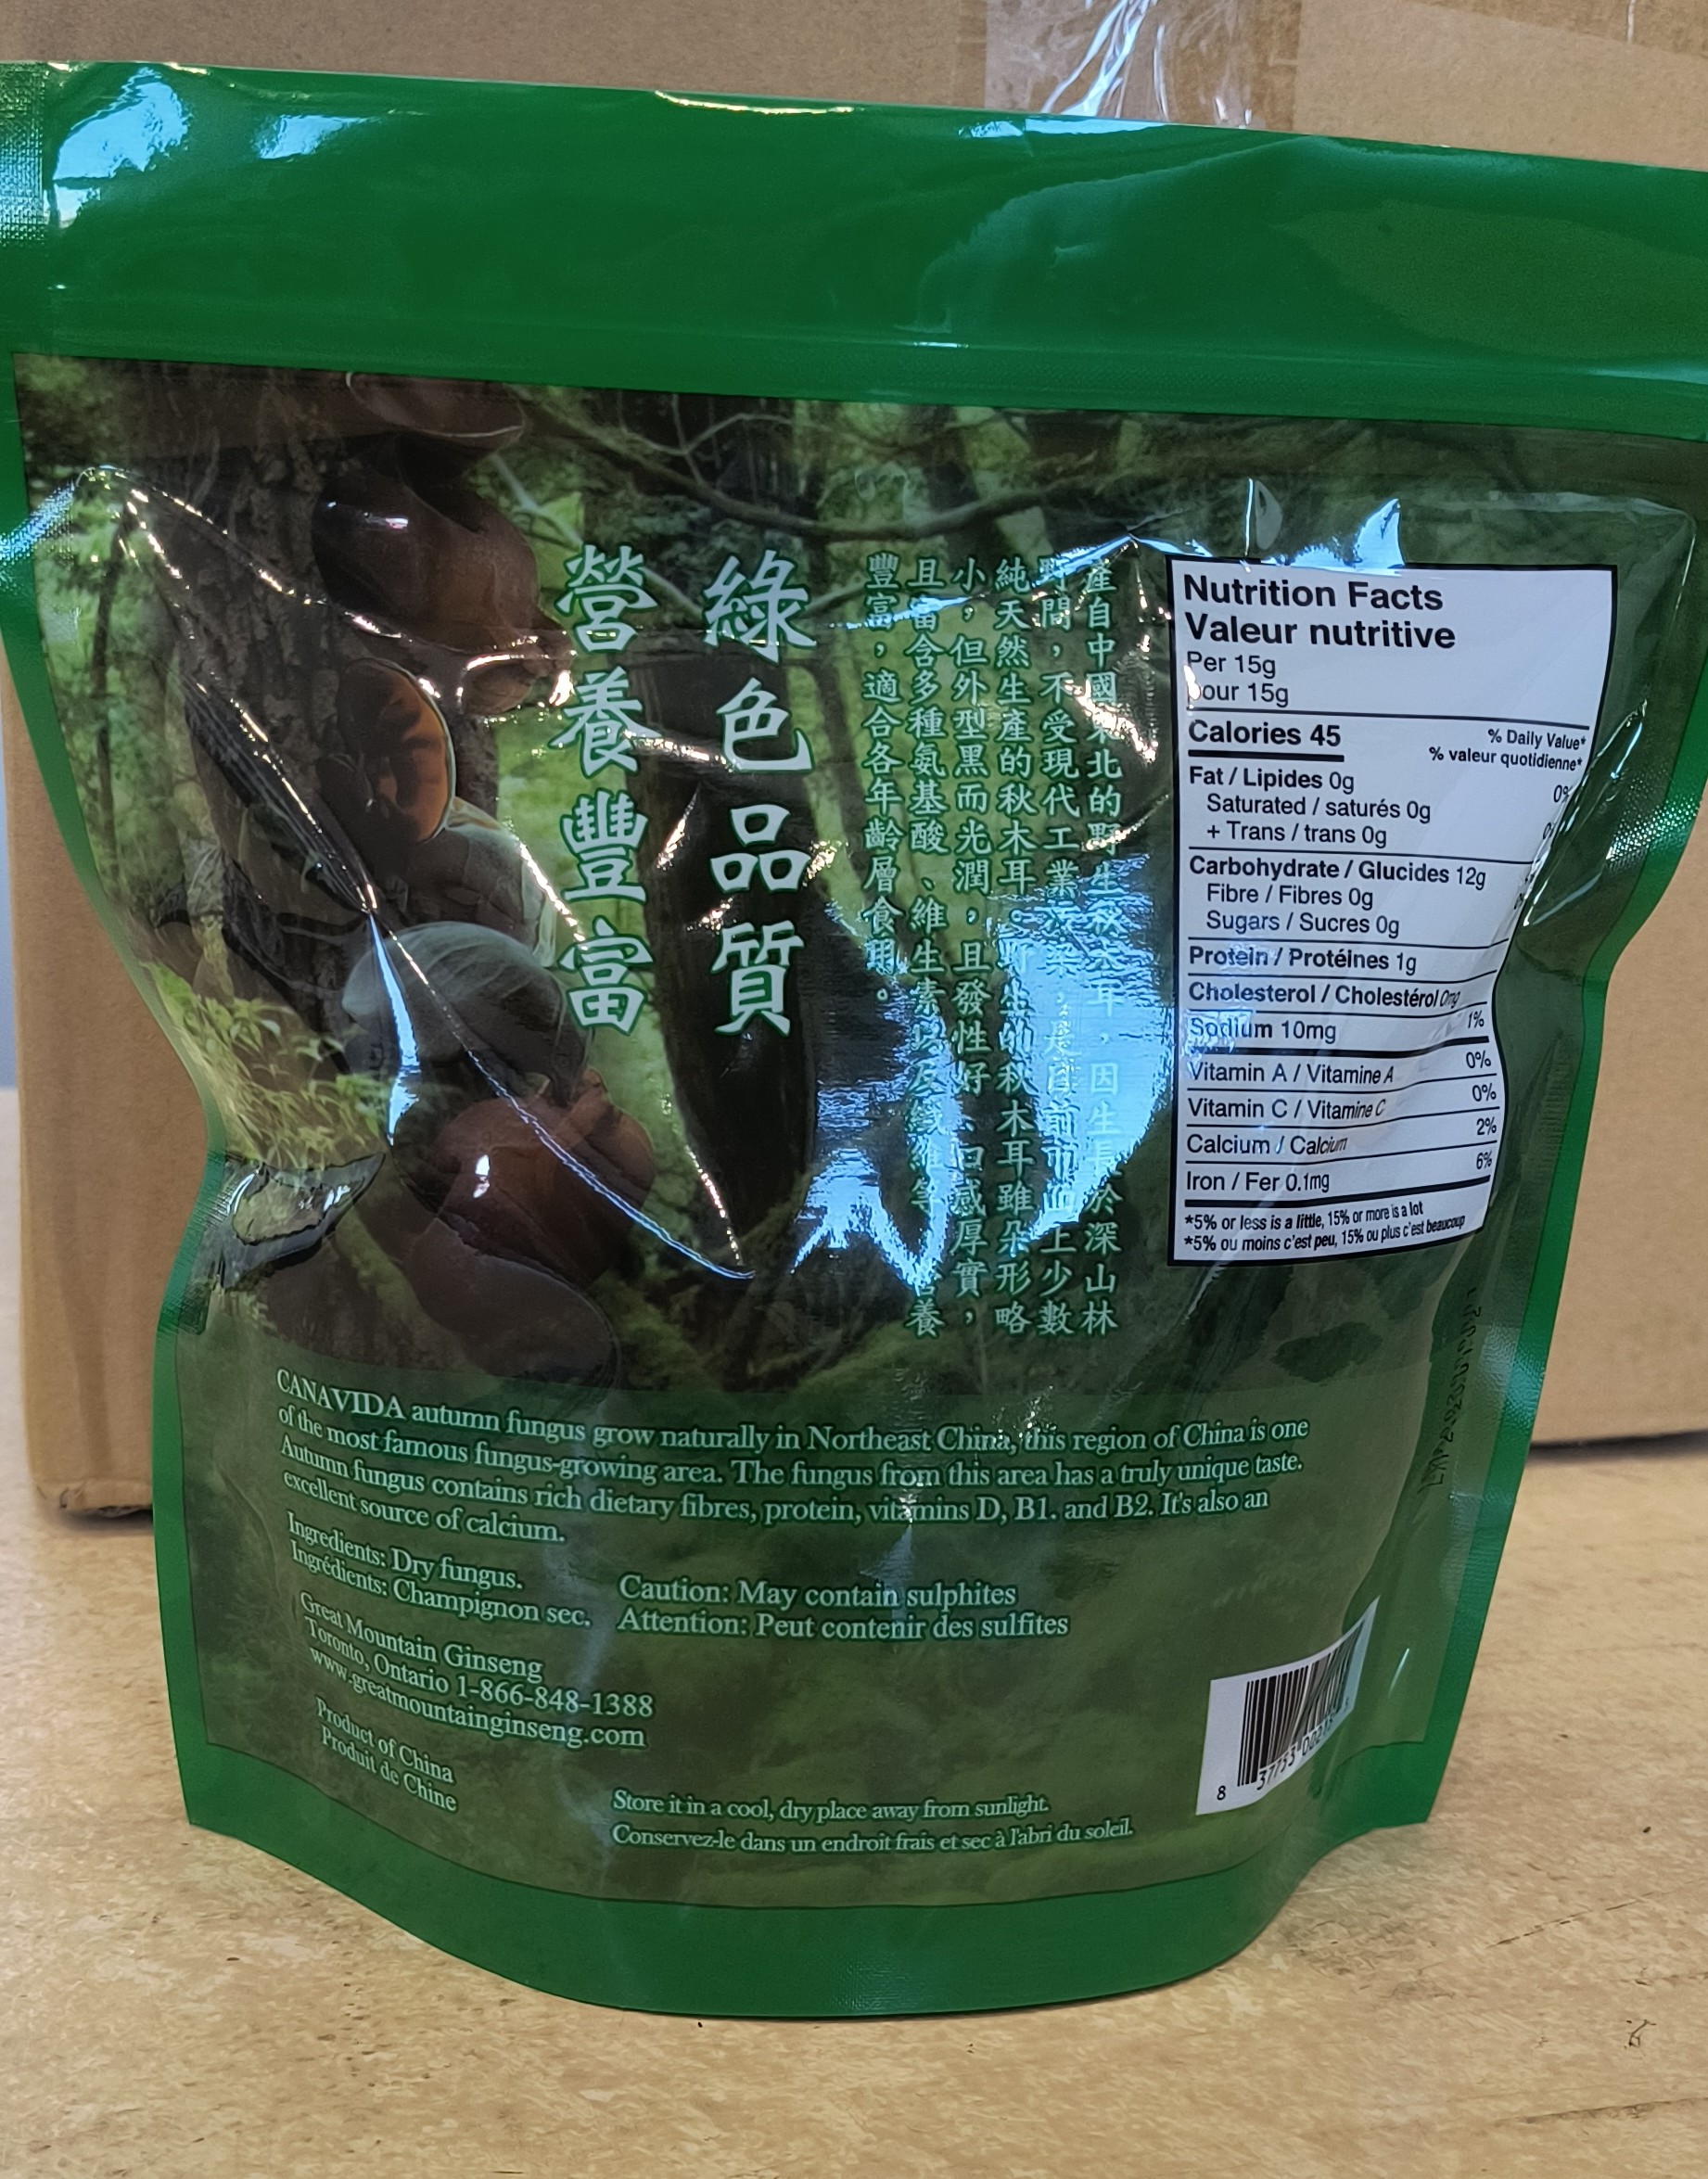 綠色品質
營養豐富
產自中國東北的野生秋木耳，因生長於深山林
野間，不受現代工業污染，是目前市面上少數
純天然生產的秋木耳。野生的秋木耳雖朵形略
小，但外型黑而光潤，且發性好、口感厚實，
且富含多種氨基酸、維生素以及纖維等，營養
豐富，適合各年齡層食用。
Nutrition Facts
Valeur nutritive
Per 15g
pour 15g
Calories 45
% Daily Value*
% valeur quotidienne*
Fat / Lipides 0g 0%
Saturated / saturés 0g
+ Trans / trans 0g
Carbohydrate / Glucides 12g
Fibre / Fibres 0g
Sugars / Sucres 0g
Protein / Protéines 1g
Cholesterol / Cholestérol 0mg
Sodium 10mg 1%
Vitamin A / Vitamine A 0%
Vitamin C / Vitamine C 0%
Calcium / Calcium 2%
Iron / Fer 0.1mg 6%
*5% or less is a little, 15% or more is a lot
*5% ou moins c'est peu, 15% ou plus c'est beaucoup
CANAVIDA autumn fungus grow naturally in Northeast China, this region of China is one
of the most famous fungus-growing area. The fungus from this area has a truly unique taste.
Autumn fungus contains rich dietary fibres, protein, vitamins D, B1. and B2. It's also an
excellent source of calcium.
Ingredients: Dry fungus.
Ingrédients: Champignon sec.
Caution: May contain sulphites
Attention: Peut contenir des sulfites
Great Mountain Ginseng
Toronto, Ontario 1-866-848-1388
www.greatmountainginseng.com
Product of China
Produit de Chine
Store it in a cool, dry place away from sunlight.
Conservez-le dans un endroit frais et sec à l'abri du soleil.
8